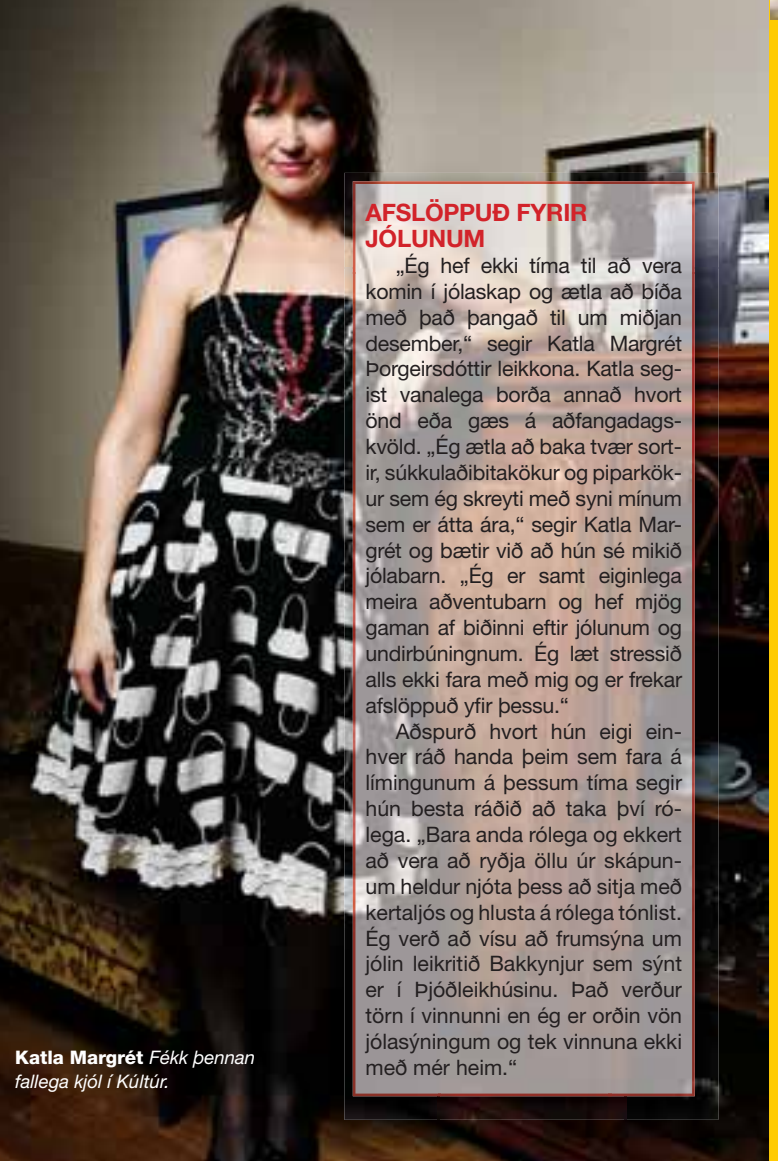 AFSLÖPPUÐ FYRIR
JÓLUNUM
„Ég hef ekki tíma til að vera
komin í jólaskap og ætla að bíða
með það þangað til um miðjan
desember,“ segir Katla Margrét
Þorgeirsdóttir leikkona. Katla seg-
ist vanalega borða annað hvort
önd eða gæs á aðfangadags-
kvöld. „Ég ætla að baka tvær sort-
ir, súkkulaðibitakökur og piparkök-
ur sem ég skreyti með syni mínum
sem er átta ára,“ segir Katla Mar-
grét og bætir við að hún sé mikið
jólabarn. „Ég er samt eiginlega
meira aðventubarn og hef mjög
gaman af biðinni eftir jólunum og
undirbúningnum. Ég læt stressið
alls ekki fara með mig og er frekar
afslöppuð yfir þessu.“
Aðspurð hvort hún eigi ein-
hver ráð handa þeim sem fara á
límingunum á þessum tíma segir
hún besta ráðið að taka því ró-
lega. „Bara anda rólega og ekkert
að vera að ryðja öllu úr skápun-
um heldur njóta þess að sitja með
kertaljós og hlusta á rólega tónlist.
Ég verð að vísu að frumsýna um
jólin leikritið Bakkynjur sem sýnt
er í Þjóðleikhúsinu. Það verður
törn í vinnunni en ég er orðin vön
jólasýningum og tek vinnuna ekki
með mér heim.“
Katla Margrét Fékk þennan
fallega kjól í Kúltúr.